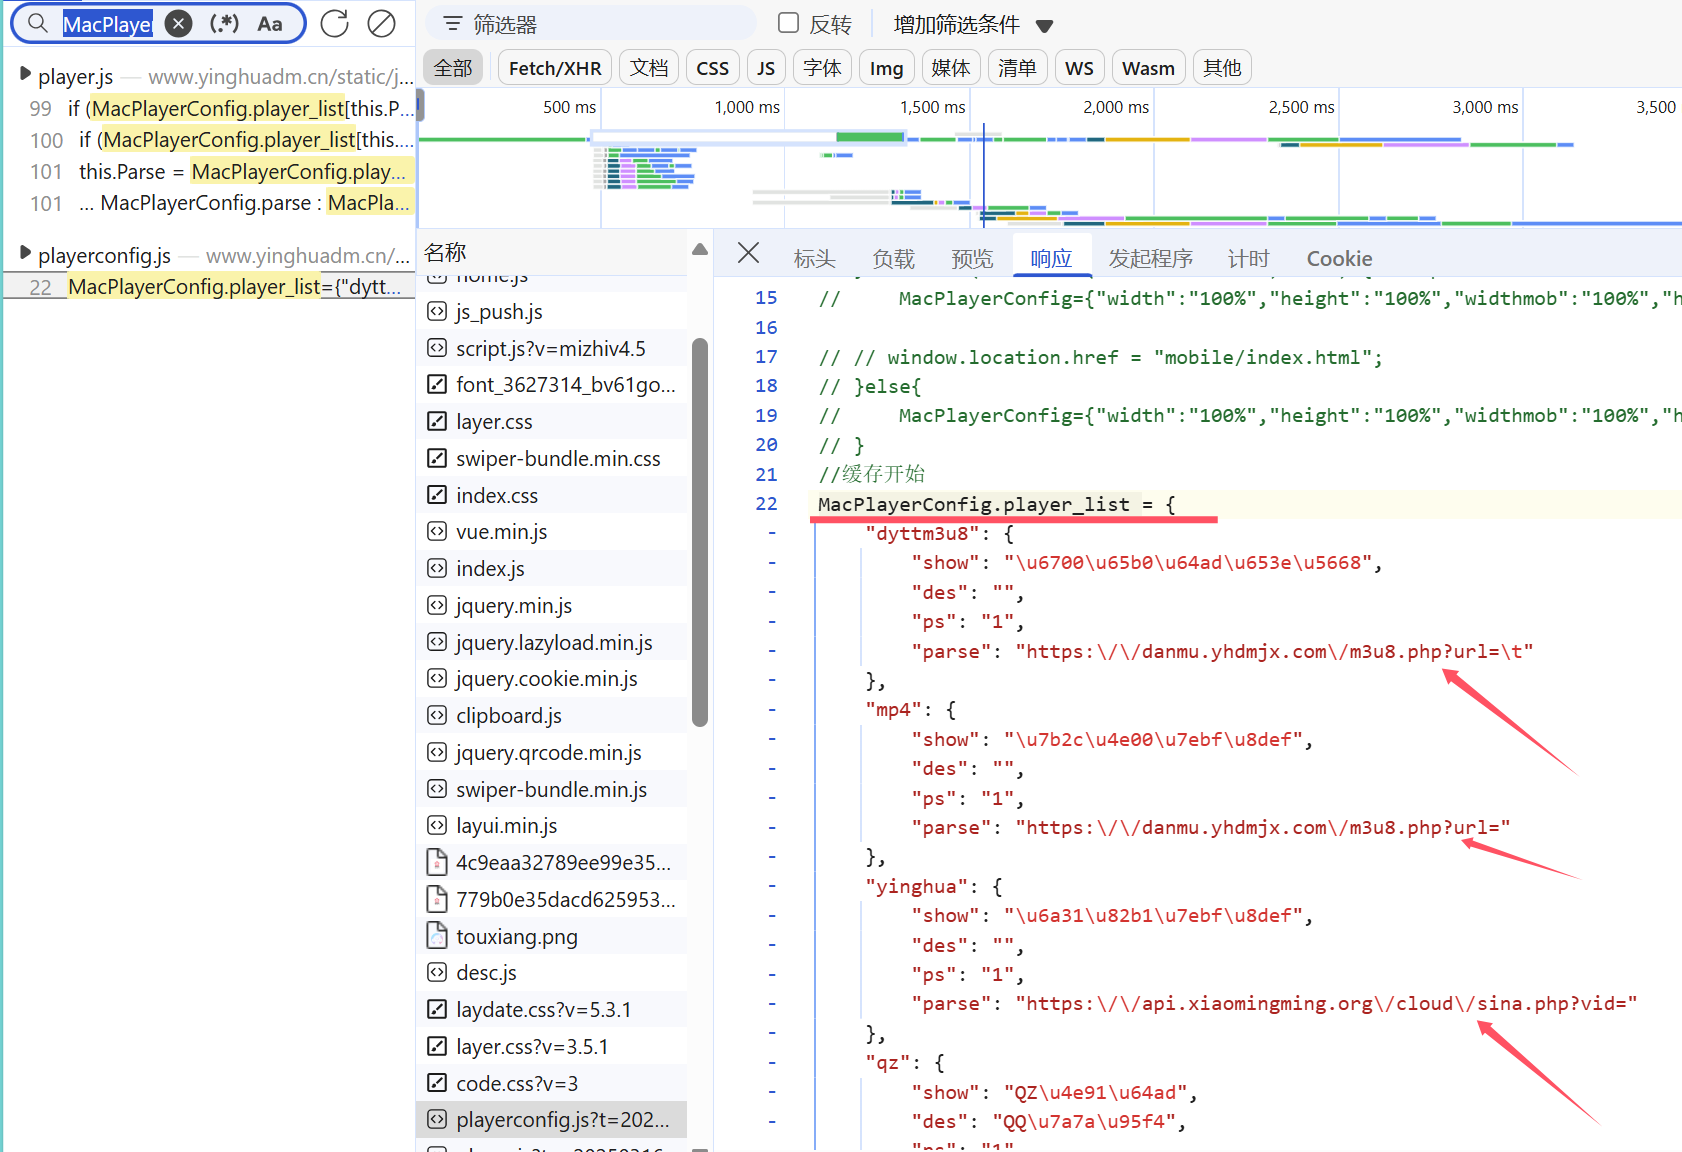 MacPlayer
(.*)
Aa
筛选器
反转
增加筛选条件
全部
Fetch/XHR
文档
CSS
JS
字体
Img
媒体
清单
WS
Wasm
其他
500 ms
1,000 ms
1,500 ms
2,000 ms
2,500 ms
3,000 ms
3,500
player.js — www.yinghuadm.cn/static/j...
99 if (MacPlayerConfig.player_list[this.P...
100 if (MacPlayerConfig.player_list[this....
101 this.Parse = MacPlayerConfig.play...
101 ... MacPlayerConfig.parse : MacPla...
playerconfig.js — www.yinghuadm.cn/...
22 MacPlayerConfig.player_list={"dytt...
名称
home.js
js_push.js
script.js?v=mizhiv4.5
font_3627314_bv61go...
layer.css
swiper-bundle.min.css
index.css
vue.min.js
index.js
jquery.min.js
jquery.lazyload.min.js
jquery.cookie.min.js
clipboard.js
jquery.qrcode.min.js
swiper-bundle.min.js
layui.min.js
4c9eaa32789ee99e35...
779b0e35dacd625953...
touxiang.png
desc.js
laydate.css?v=5.3.1
layer.css?v=3.5.1
code.css?v=3
playerconfig.js?t=202...
标头
负载
预览
响应
发起程序
计时
Cookie
15 // MacPlayerConfig={"width":"100%","height":"100%","widthmob":"100%","h
16
17 // // window.location.href = "mobile/index.html";
18 // }else{
19 // MacPlayerConfig={"width":"100%","height":"100%","widthmob":"100%","h
20 // }
21 //缓存开始
22 MacPlayerConfig.player_list = {
- "dyttm3u8": {
- "show": "\u6700\u65b0\u64ad\u653e\u5668",
- "des": "",
- "ps": "1",
- "parse": "https:\/\/danmu.yhdmjx.com\/m3u8.php?url=\t"
- },
- "mp4": {
- "show": "\u7b2c\u4e00\u7ebf\u8def",
- "des": "",
- "ps": "1",
- "parse": "https:\/\/danmu.yhdmjx.com\/m3u8.php?url="
- },
- "yinghua": {
- "show": "\u6a31\u82b1\u7ebf\u8def",
- "des": "",
- "ps": "1",
- "parse": "https:\/\/api.xiaomingming.org\/cloud\/sina.php?vid="
- },
- "qz": {
- "show": "QZ\u4e91\u64ad",
- "des": "QQ\u7a7a\u95f4",
"ps": "1"